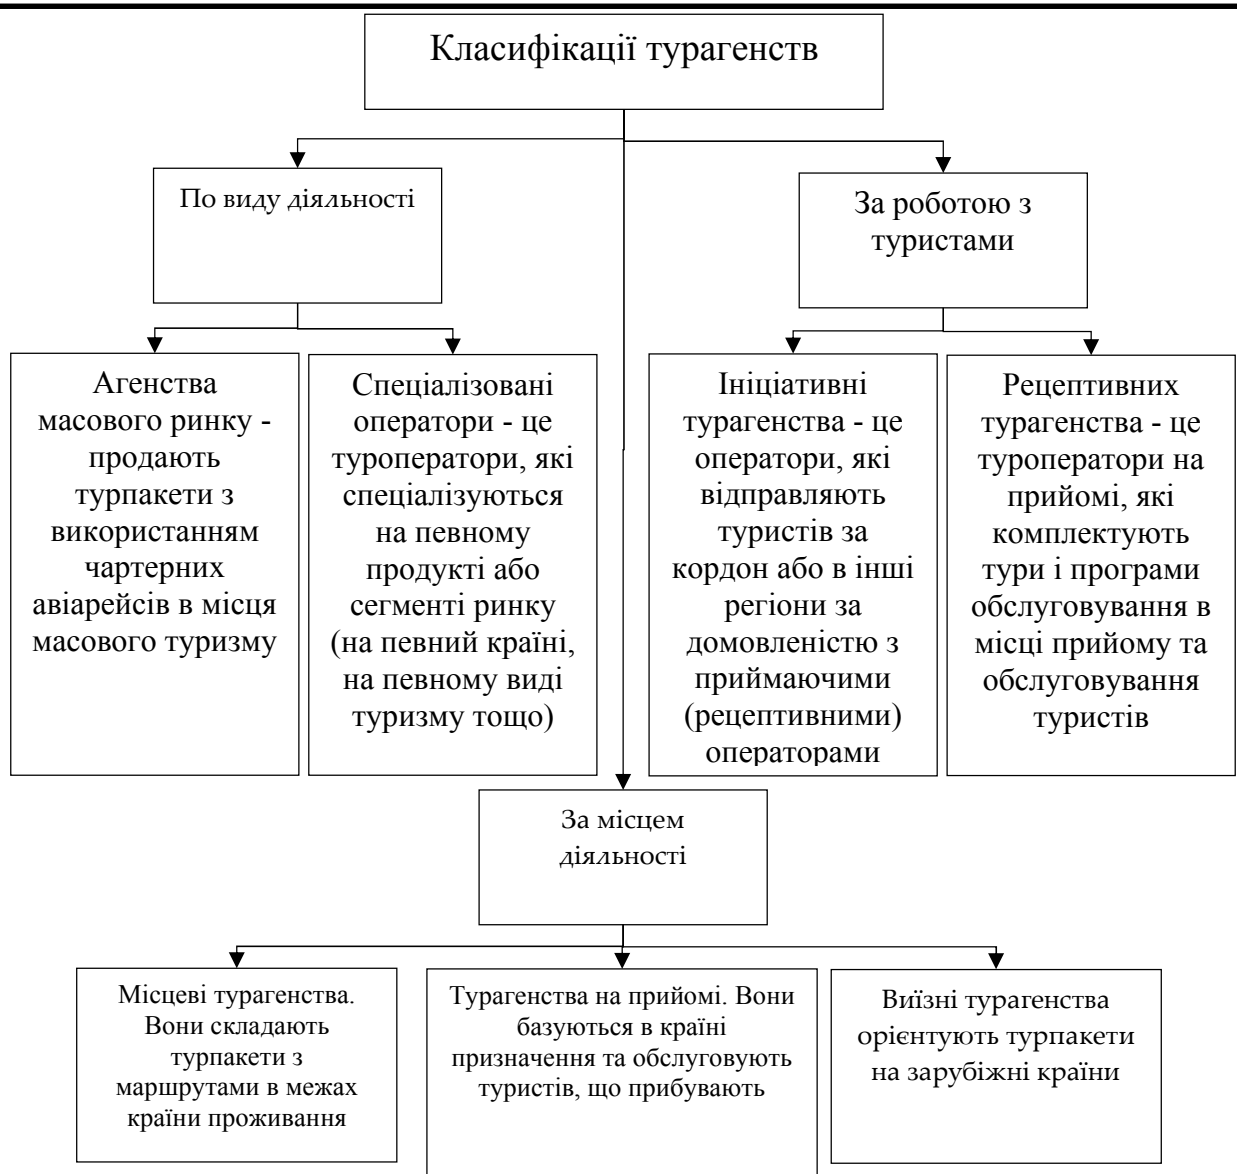 Класифікації турагенств
По виду діяльності
За роботою з
туристами
Агенства
масового ринку -
продають
турпакети з
використанням
чартерних
авіарейсів в місця
масового туризму
Спеціалізовані
оператори - це
туроператори, які
спеціалізуються
на певному
продукті або
сегменті ринку
(на певний країні,
на певному виді
туризму тощо)
Ініціативні
турагенства - це
оператори, які
відправляють
туристів за
кордон або в інші
регіони за
домовленістю з
приймаючими
(рецептивними)
операторами
Рецептивних
турагенства - це
туроператори на
прийомі, які
комплектують
тури і програми
обслуговування в
місці прийому та
обслуговування
туристів
За місцем
діяльності
Місцеві турагенства.
Вони складають
турпакети з
маршрутами в межах
країни проживання
Турагенства на прийомі. Вони
базуються в країні
призначення та обслуговують
туристів, що прибувають
Виїзні турагенства
орієнтують турпакети
на зарубіжні країни